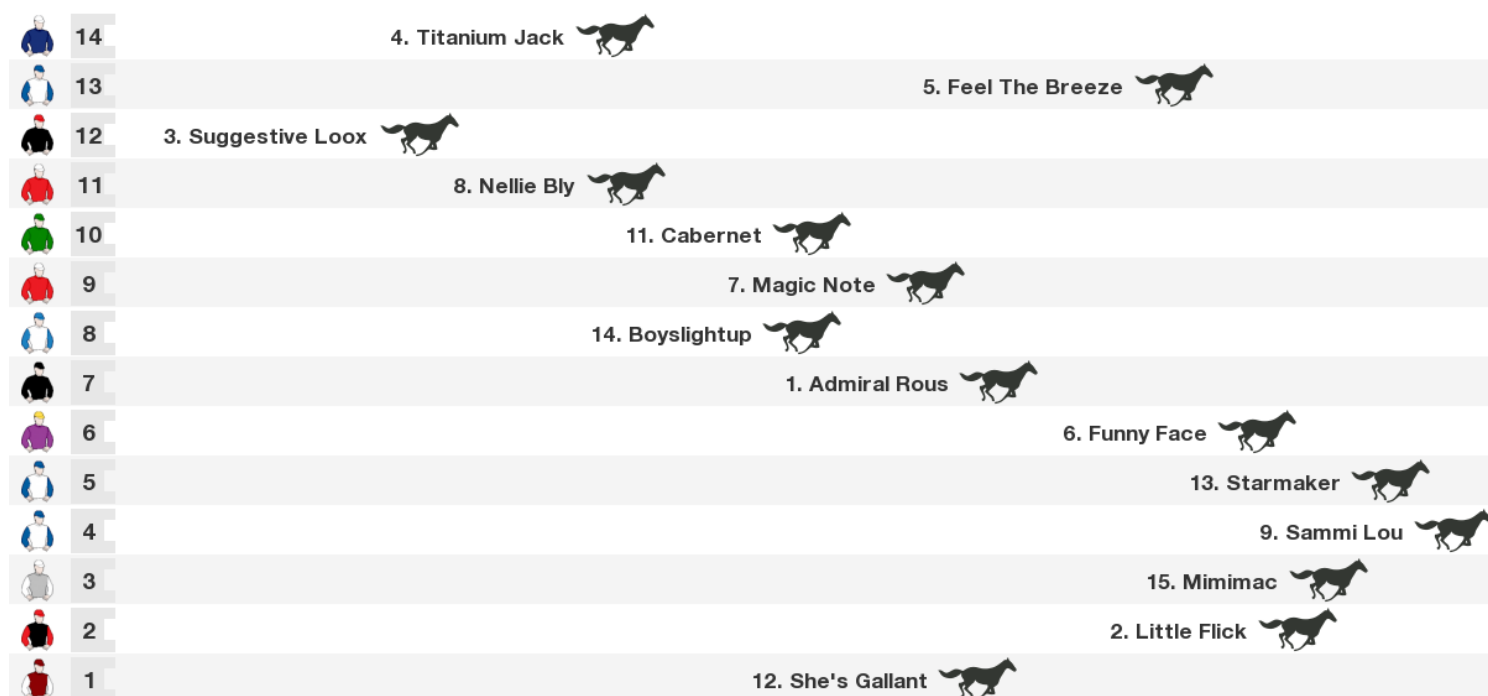 14 4. Titanium Jack
13 5. Feel The Breeze
12 3. Suggestive Loox
11 8. Nellie Bly
10 11. Cabernet
9 7. Magic Note
8 14. Boyslightup
7 1. Admiral Rous
6 6. Funny Face
5 13. Starmaker
4 9. Sammi Lou
3 15. Mimimac
2 2. Little Flick
1 12. She's Gallant